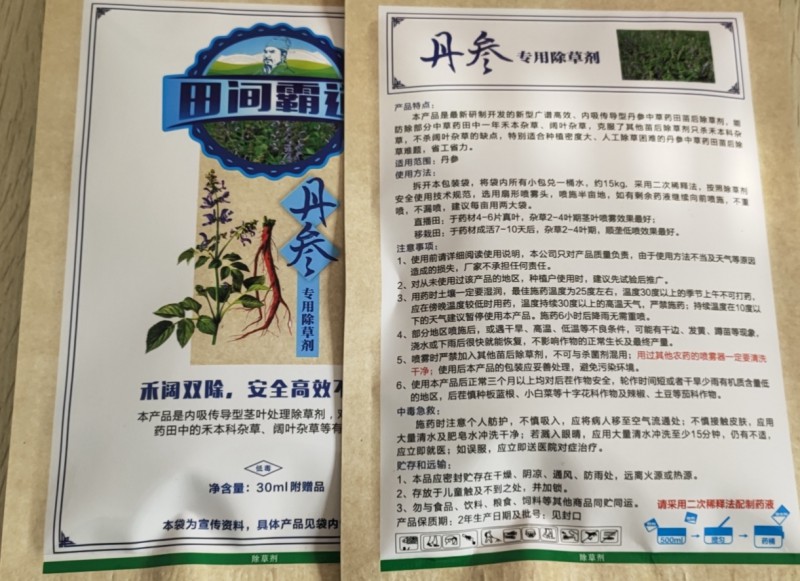 田间霸
丹参
专用除草剂
禾阔双除，安全高效不
本产品是内吸传导型茎叶处理除草剂，
药田中的禾本杂草、阔叶杂草等有
低毒
净含量：30ml附赠品
本袋为宣传资料，具体产品见袋内
除草剂
丹参 专用除草剂
产品特点：
本产品是最新研制开发的新型广谱高效、内吸传导型丹参中草药田苗后除草剂，能
防除部分中草药田中一年禾本杂草、阔叶杂草，克服了其他苗后除草剂只杀禾本科杂
草，不杀阔叶杂草的缺点，特别适合种植密度大、人工除草困难的丹参中草药田苗后除
草难题，省工省力。
适用范围：丹参
使用方法：
拆开本包装袋，将袋内所有小包兑一桶水，约15kg，采用二次稀释法，按照除草剂
安全使用技术规范，选用扇形喷雾头，喷施半亩地，如有剩余药液继续向前喷施，不重
喷，不漏喷，建议每亩用两大袋。
直播田：于药材4-6片真叶，杂草2-4叶期茎叶喷雾效果最好；
移栽田：于药材成活7-10天后，杂草2-4叶期，顺垄低喷效果最好。
注意事项：
1、使用前请详细阅读使用说明，本公司只对产品质量负责，由于使用方法不当及天气等原因
造成的损失，厂家不承担任何责任。
2、对从未使用过该产品的地区，种植户使用时，建议先试验后推广。
3、用药时土壤一定要湿润，最佳施药温度为25度左右，温度30度以上的季节上午不可打药，
应在傍晚温度较低时用药，温度持续30度以上的高温天气，严禁施药；持续温度在10度以
下的天气建议暂停使用本产品，施药6小时后降雨无需重喷。
4、部分地区喷施后，或遇干旱、高温、低温等不良条件，可能有卡边、发黄、蹲苗等现象，
浇水或下雨后很快就能恢复，不影响作物的正常生长及最终产量。
5、喷雾时严禁加入其他苗后除草剂，不可与杀菌剂混用；用过其他农药的喷雾器一定要清洗
干净；使用后本产品的包装应妥善处理，避免污染环境。
6、使用本产品后正常三个月以上均对后茬作物安全，轮作时间短或者干旱少雨有机质含量低
的地区，后茬慎种板蓝根、小白菜等十字花科作物及辣椒、土豆等茄科作物。
中毒急救：
施药时注意个人防护，不慎吸入，应将病人移至空气流通处；不慎接触皮肤，应用
大量清水及肥皂水冲洗干净；若溅入眼睛，应用大量清水冲洗至少15分钟，仍有不适，
应立即就医；如误服，应立即送医院对症治疗。
贮存和运输：
1、本品应密封贮存在干燥、阴凉、通风、防雨处，远离火源或热源。
2、存放于儿童触及不到之处，并加锁。
3、勿与食品、饮料、粮食、饲料等其他商品同贮同运。
请采用二次稀释法配制药液
产品保质期：2年生产日期及批号：见封口
500ml
搅匀
药桶
除草剂